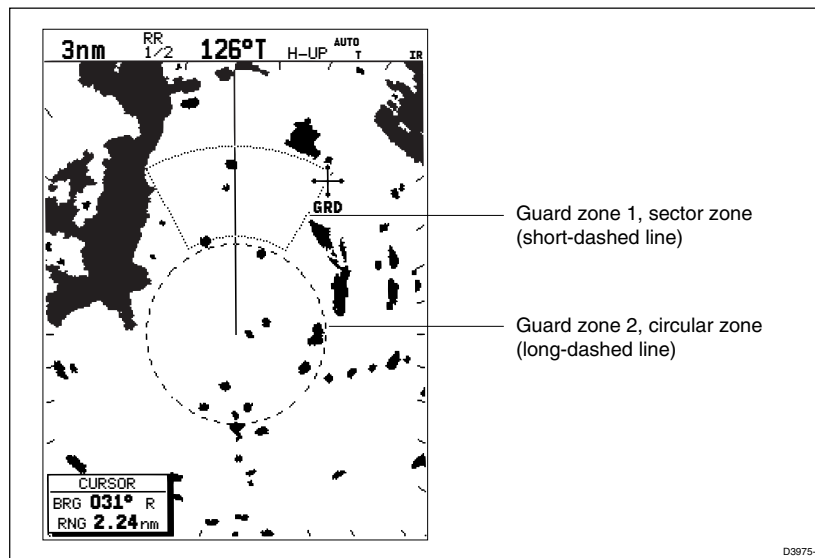 3nm RR 1/2 126°T H-UP AUTO T IR
GRD
Guard zone 1, sector zone
(short-dashed line)
Guard zone 2, circular zone
(long-dashed line)
CURSOR
BRG 031° R
RNG 2.24nm
D3975-